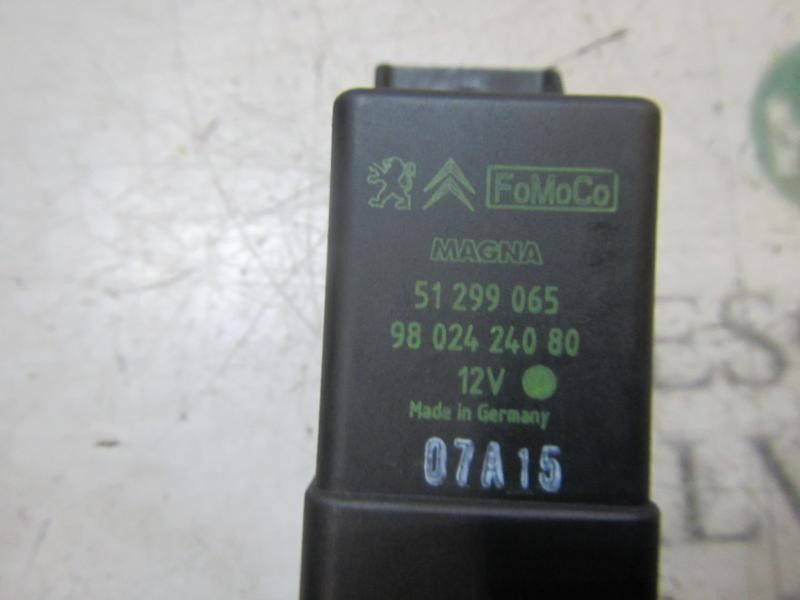 FoMoCo
MAGNA
51 299 065
98 024 240 80
12V
Made in Germany
07A15